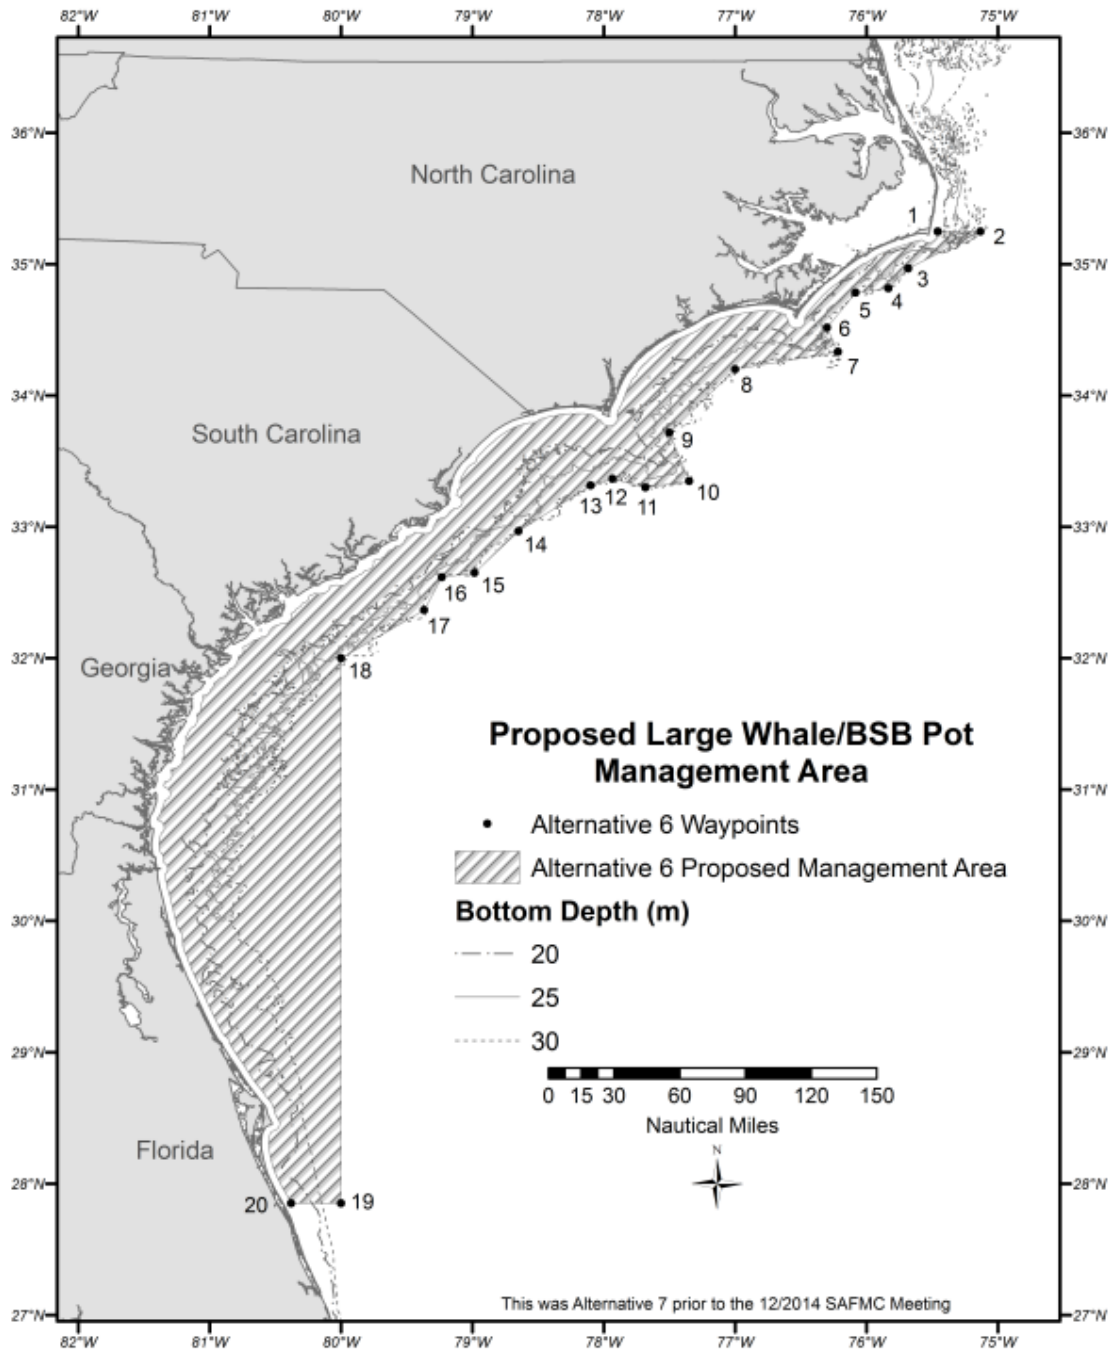 82°W 81°W 80°W 79°W 78°W 77°W 76°W 75°W
36°N 36°N
North Carolina
1
2
35°N 35°N
3
4
5
6
7
34°N 34°N
8
South Carolina
9
10
11
12
13
33°N 33°N
14
15
16
17
Georgia
32°N 32°N
18
Proposed Large Whale/BSB Pot
Management Area
31°N 31°N
Alternative 6 Waypoints
Alternative 6 Proposed Management Area
Bottom Depth (m)
30°N 30°N
20
25
30
29°N 29°N
0 15 30 60 90 120 150
Nautical Miles
N
Florida
28°N 28°N
20 19
This was Alternative 7 prior to the 12/2014 SAFMC Meeting
27°N 27°N
82°W 81°W 80°W 79°W 78°W 77°W 76°W 75°W